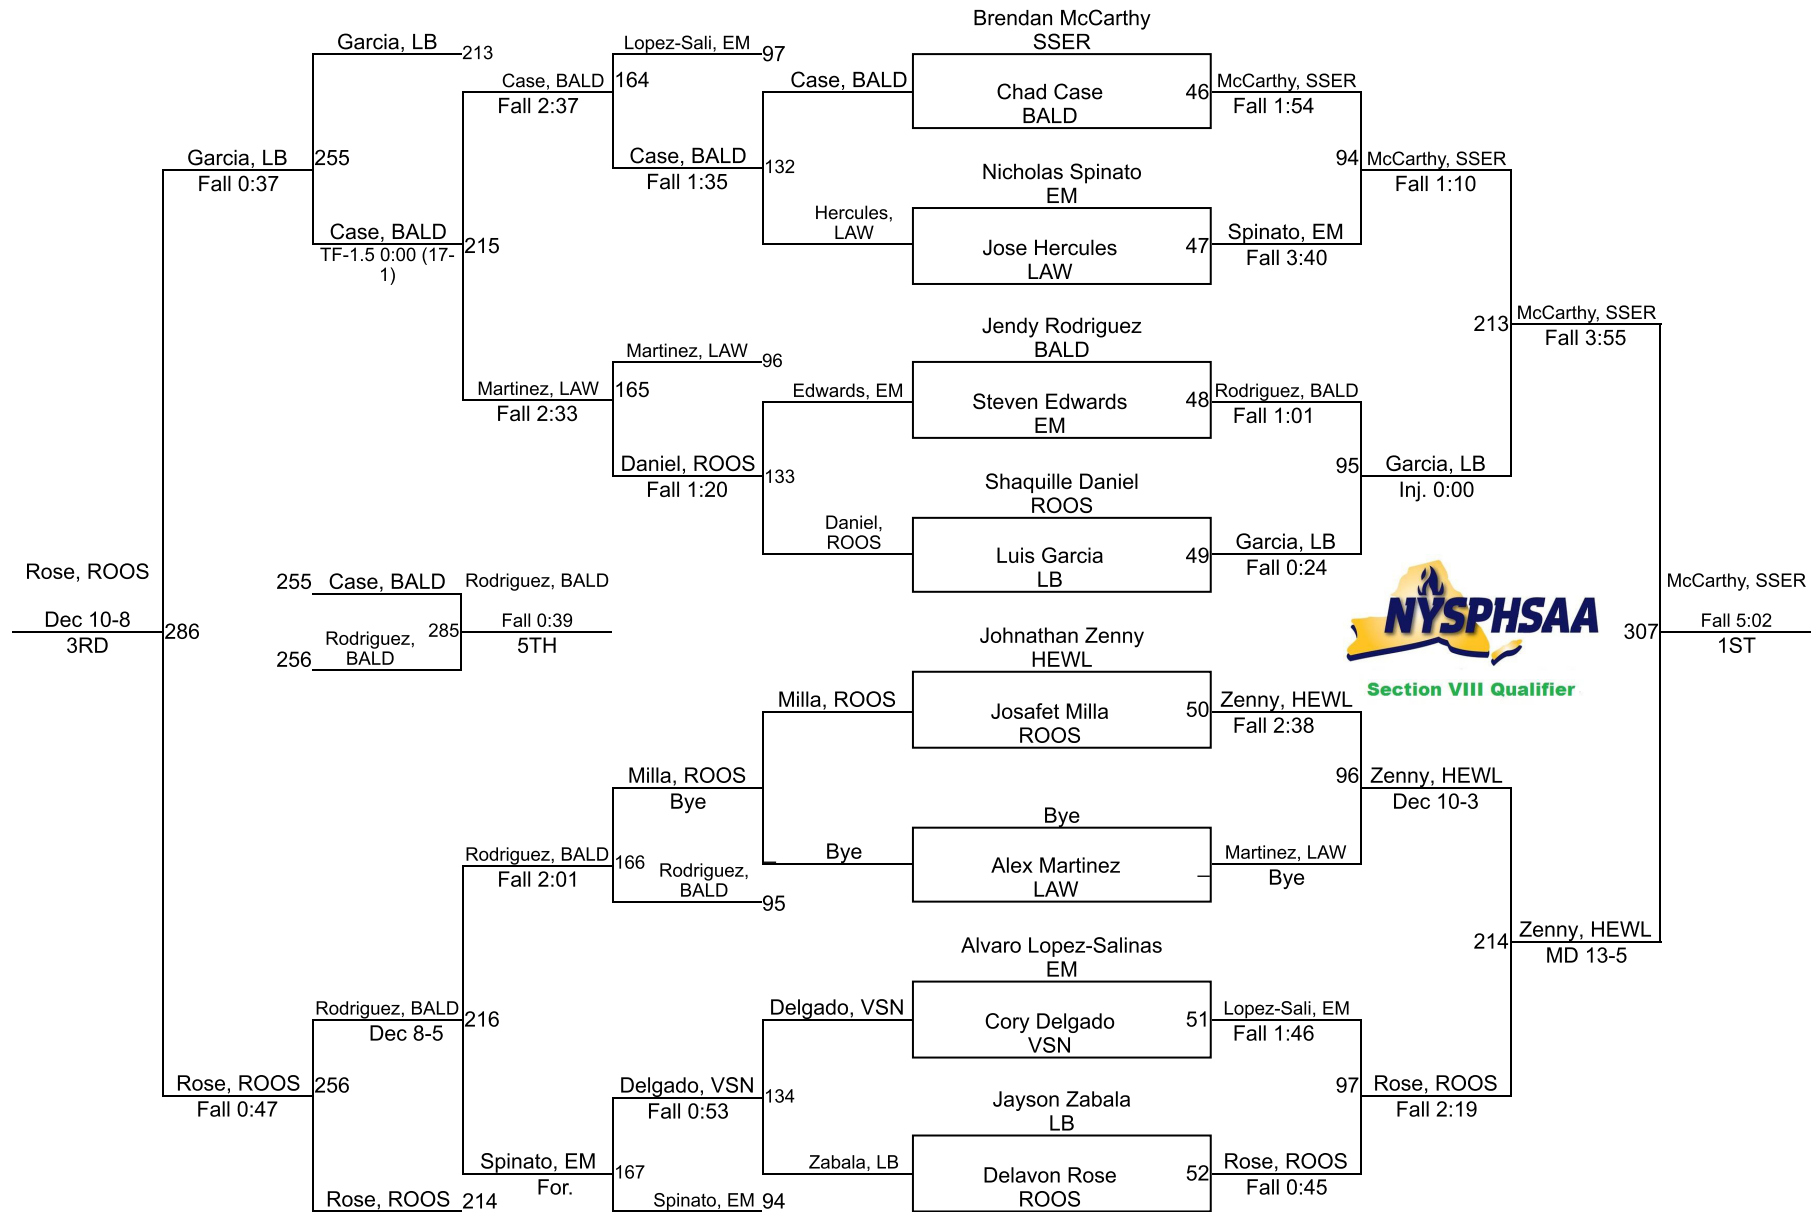 Brendan McCarthy
SSER
Garcia, LB
213
Lopez-Sali, EM
97
Case, BALD
164
Fall 2:37
Case, BALD
Chad Case
BALD
46
McCarthy, SSER
Fall 1:54
Garcia, LB
255
Fall 0:37
Case, BALD
132
Fall 1:35
Nicholas Spinato
EM
94
McCarthy, SSER
Fall 1:10
Case, BALD
215
TF-1.5 0:00 (17-
1)
Hercules,
LAW
Jose Hercules
LAW
47
Spinato, EM
Fall 3:40
Jendy Rodriguez
BALD
213
McCarthy, SSER
Fall 3:55
Martinez, LAW
96
Martinez, LAW
165
Fall 2:33
Edwards, EM
Steven Edwards
EM
48
Rodriguez, BALD
Fall 1:01
Daniel, ROOS
133
Fall 1:20
Shaquille Daniel
ROOS
95
Garcia, LB
Inj. 0:00
Daniel,
ROOS
Luis Garcia
LB
49
Garcia, LB
Fall 0:24
Rose, ROOS
Dec 10-8
286
3RD
255
Case, BALD
Rodriguez, BALD
285
Fall 0:39
5TH
256
Rodriguez,
BALD
NYSPHSAA
Section VIII Qualifier
McCarthy, SSER
307
Fall 5:02
1ST
Johnathan Zenny
HEWL
Milla, ROOS
Josafet Milla
ROOS
50
Zenny, HEWL
Fall 2:38
Milla, ROOS
Bye
96
Zenny, HEWL
Dec 10-3
Bye
Rodriguez, BALD
166
Fall 2:01
Bye
_
Alex Martinez
LAW
_
Martinez, LAW
Bye
Rodriguez,
BALD
95
Alvaro Lopez-Salinas
EM
214
Zenny, HEWL
MD 13-5
Rodriguez, BALD
216
Dec 8-5
Delgado, VSN
Cory Delgado
VSN
51
Lopez-Sali, EM
Fall 1:46
Rose, ROOS
256
Fall 0:47
Delgado, VSN
134
Fall 0:53
Jayson Zabala
LB
97
Rose, ROOS
Fall 2:19
Spinato, EM
167
For.
Zabala, LB
Delavon Rose
ROOS
52
Rose, ROOS
Fall 0:45
Rose, ROOS
214
Spinato, EM
94